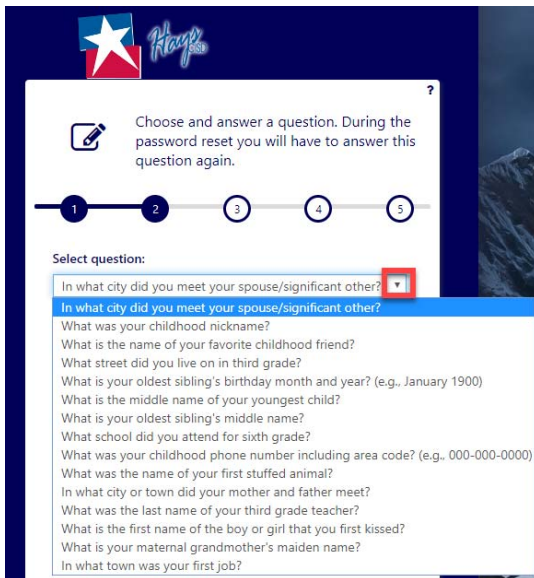 Hays
CISD
?
Choose and answer a question. During the
password reset you will have to answer this
question again.
1 2 3 4 5
Select question:
In what city did you meet your spouse/significant other?
In what city did you meet your spouse/significant other?
What was your childhood nickname?
What is the name of your favorite childhood friend?
What street did you live on in third grade?
What is your oldest sibling's birthday month and year? (e.g., January 1900)
What is the middle name of your youngest child?
What is your oldest sibling's middle name?
What school did you attend for sixth grade?
What was your childhood phone number including area code? (e.g., 000-000-0000)
What was the name of your first stuffed animal?
In what city or town did your mother and father meet?
What was the last name of your third grade teacher?
What is the first name of the boy or girl that you first kissed?
What is your maternal grandmother's maiden name?
In what town was your first job?